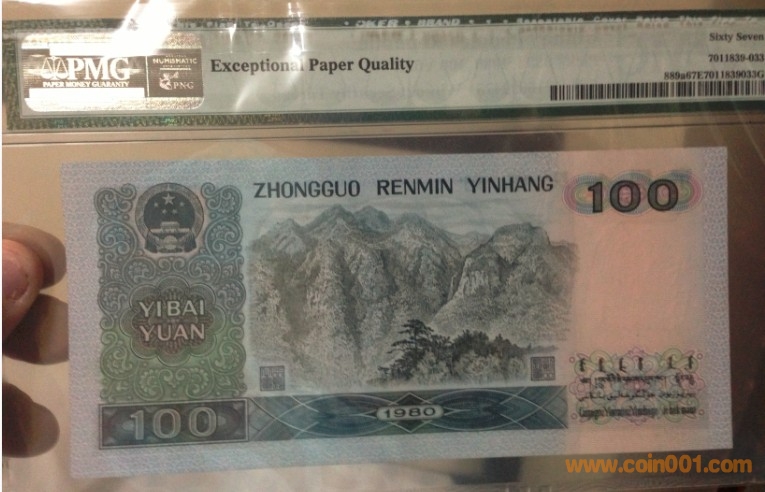 Sixty Seven
PMG
PAPER MONEY GUARANTY
NUMISMATIC
PNG
Exceptional Paper Quality
7011839-033
889a67E7011839033G
ZHONGGUO RENMIN YINHANG
100
YIBAI
YUAN
100
1980
www.coin001.com